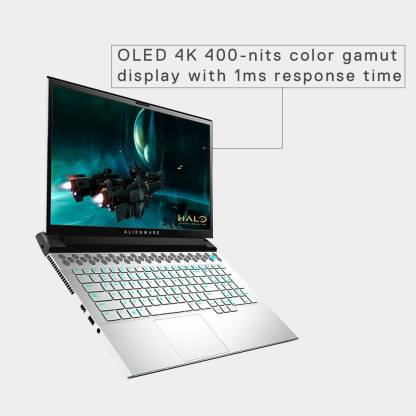 OLED 4K 400-nits color gamut
display with 1ms response time
HALO
ALIENWARE